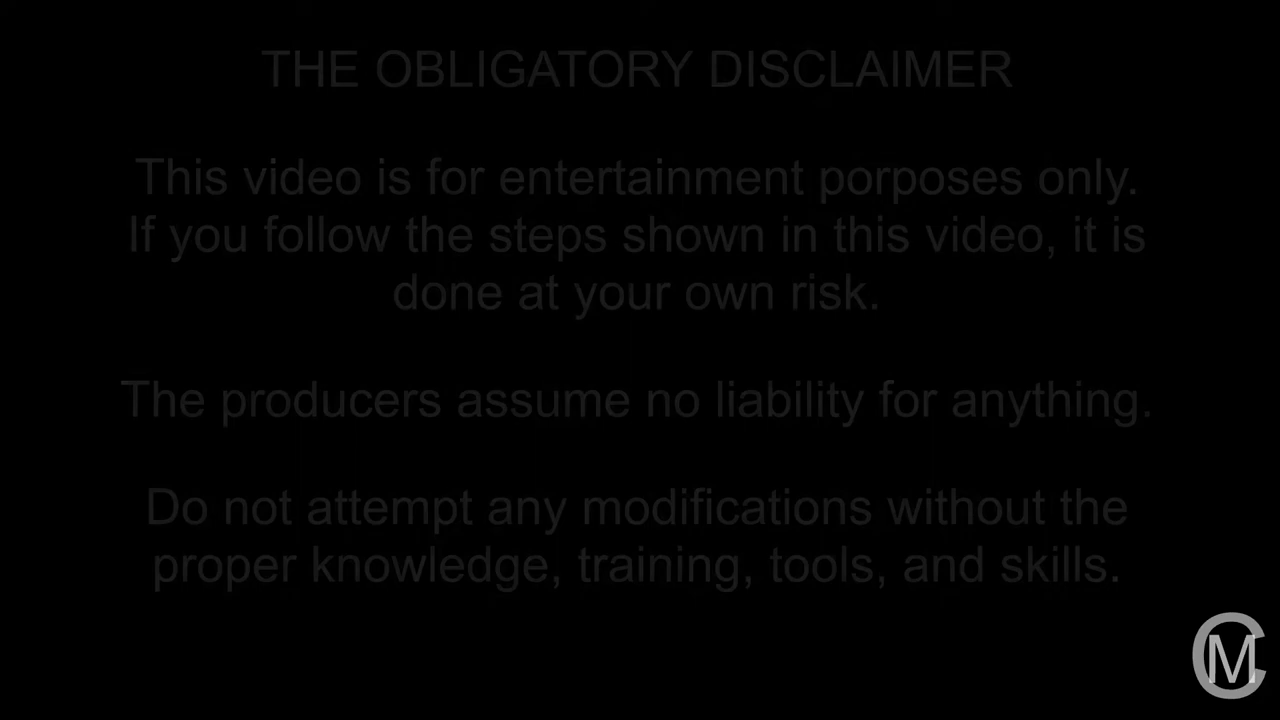 THE OBLIGATORY DISCLAIMER
This video is for entertainment porposes only.
If you follow the steps shown in this video, it is
done at your own risk.
The producers assume no liability for anything.
Do not attempt any modifications without the
proper knowledge, training, tools, and skills.
CM